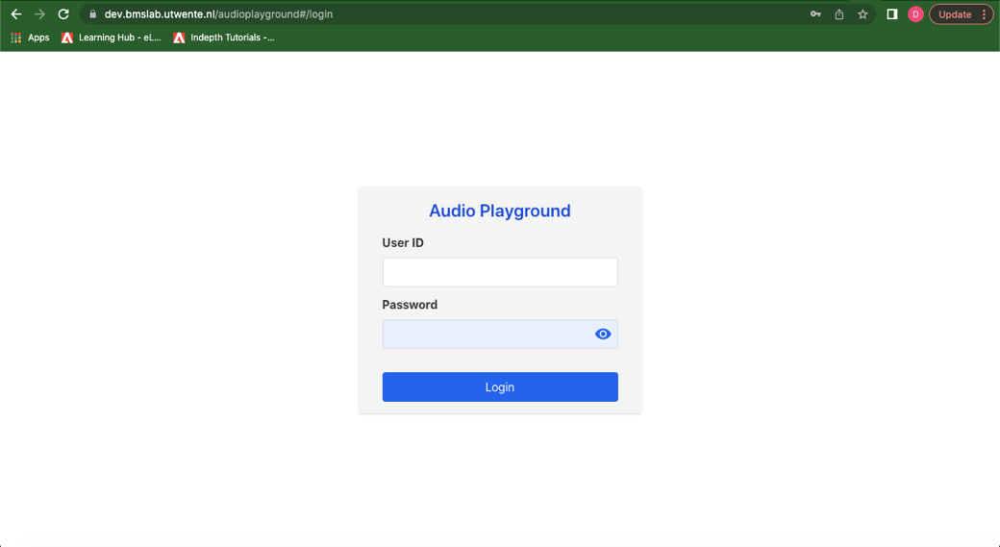 dev.bmslab.utwente.nl/audioplayground#/login
D
Update
Apps
Learning Hub - eL...
Indepth Tutorials -...
Audio Playground
User ID
Password
Login